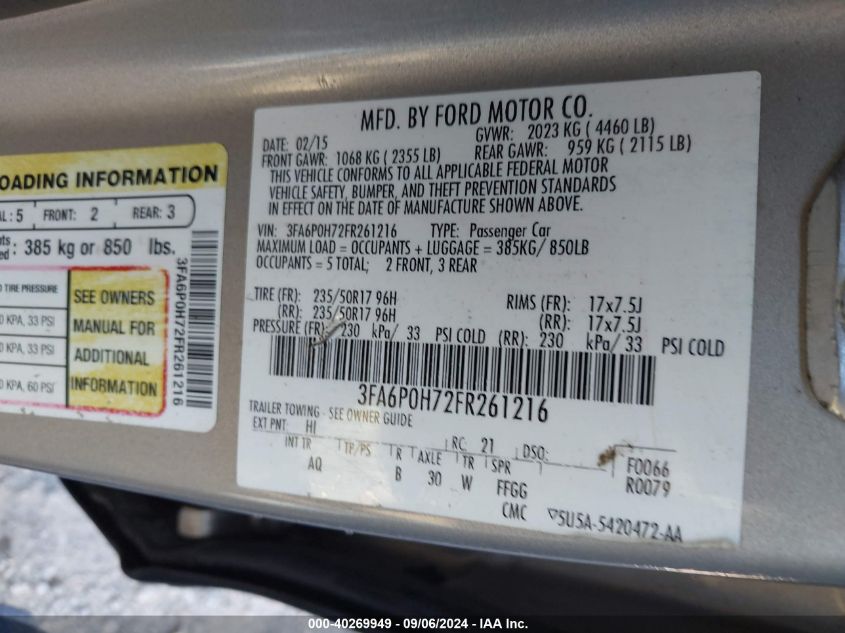 OADING INFORMATION
AL : 5 FRONT: 2 REAR: 3
385 kg or 850 lbs.
TIRE PRESSURE
KPA, 33 PSI
KPA, 33 PSI
KPA, 60 PSI
SEE OWNERS
MANUAL FOR
ADDITIONAL
INFORMATION
3FA6P0H72FR261216
MFD. BY FORD MOTOR CO.
DATE: 02/15 GVWR: 2023 KG ( 4460 LB)
FRONT GAWR: 1068 KG ( 2355 LB) REAR GAWR: 959 KG ( 2115 LB)
THIS VEHICLE CONFORMS TO ALL APPLICABLE FEDERAL MOTOR
VEHICLE SAFETY, BUMPER, AND THEFT PREVENTION STANDARDS
IN EFFECT ON THE DATE OF MANUFACTURE SHOWN ABOVE.
VIN: 3FA6P0H72FR261216 TYPE: Passenger Car
MAXIMUM LOAD = OCCUPANTS + LUGGAGE = 385KG/ 850LB
OCCUPANTS = 5 TOTAL; 2 FRONT, 3 REAR
TIRE (FR): 235/50R17 96H RIMS (FR): 17x7.5J
(RR): 235/50R17 96H (RR): 17x7.5J
PRESSURE (FR): 230 kPa/ 33 PSI COLD (RR): 230 kPa/ 33 PSI COLD
3FA6P0H72FR261216
TRAILER TOWING - SEE OWNER GUIDE
EXT PNT: HI RC: 21 DSO: F0066
INT TR TP/PS R AXLE TR SPR R0079
AQ B 30 W FFGG
CMC 5U5A-5420472-AA
000-40269949 - 09/06/2024 - US.INC.